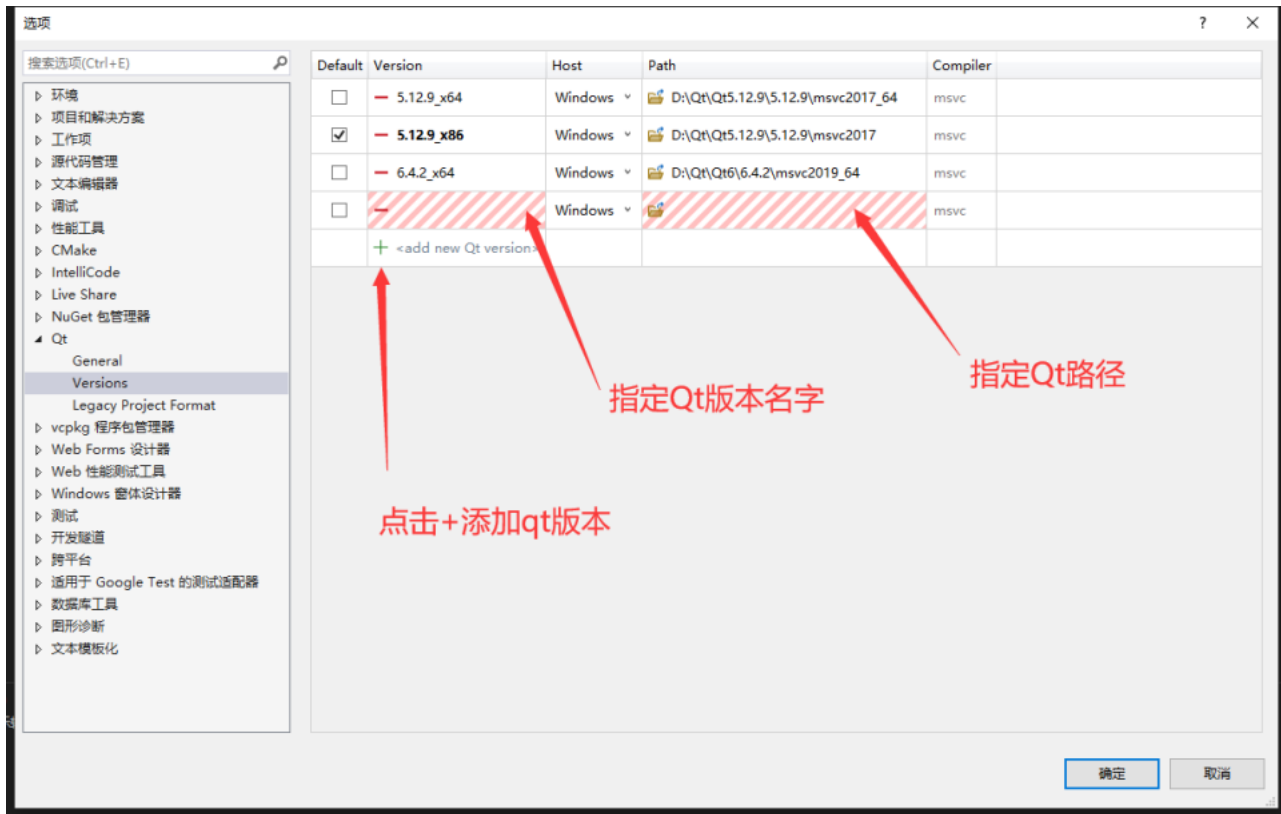 选项
?
搜索选项(Ctrl+E)
环境
项目和解决方案
工作项
源代码管理
文本编辑器
调试
性能工具
CMake
IntelliCode
Live Share
NuGet 包管理器
Qt
General
Versions
Legacy Project Format
vcpkg 程序包管理器
Web Forms 设计器
Web 性能测试工具
Windows 窗体设计器
测试
开发隧道
跨平台
适用于 Google Test 的测试适配器
数据库工具
图形诊断
文本模板化
Default Version Host Path Compiler
5.12.9_x64 Windows D:\Qt\Qt5.12.9\5.12.9\msvc2017_64 msvc
5.12.9_x86 Windows D:\Qt\Qt5.12.9\5.12.9\msvc2017 msvc
6.4.2_x64 Windows D:\Qt\Qt6\6.4.2\msvc2019_64 msvc
Windows msvc
+ <add new Qt version>
指定Qt路径
指定Qt版本名字
点击+添加qt版本
确定 取消